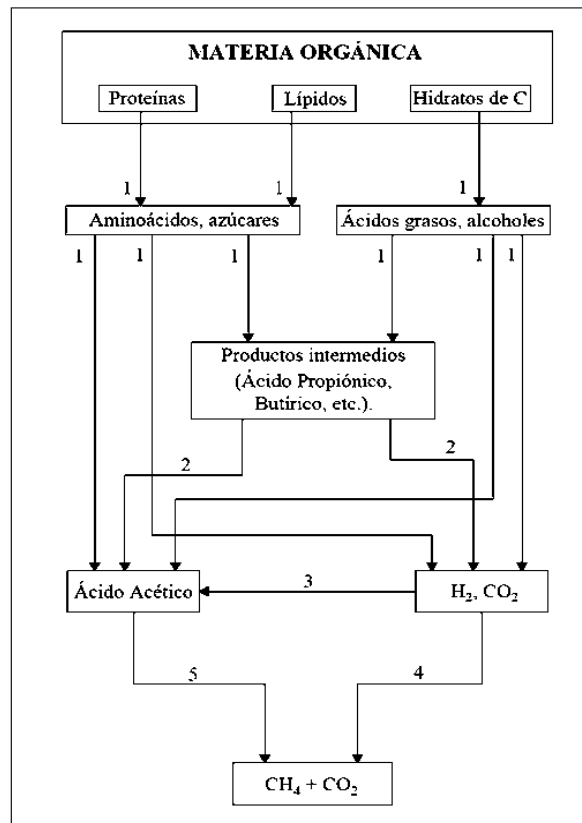 MATERIA ORGÁNICA
Proteínas Lípidos Hidratos de C
1 1 1
Aminoácidos, azúcares Ácidos grasos, alcoholes
1 1 1 1 1 1
Productos intermedios
(Ácido Propiónico,
Butírico, etc.).
2 2
Ácido Acético 3 H₂, CO₂
5 4
CH₄ + CO₂